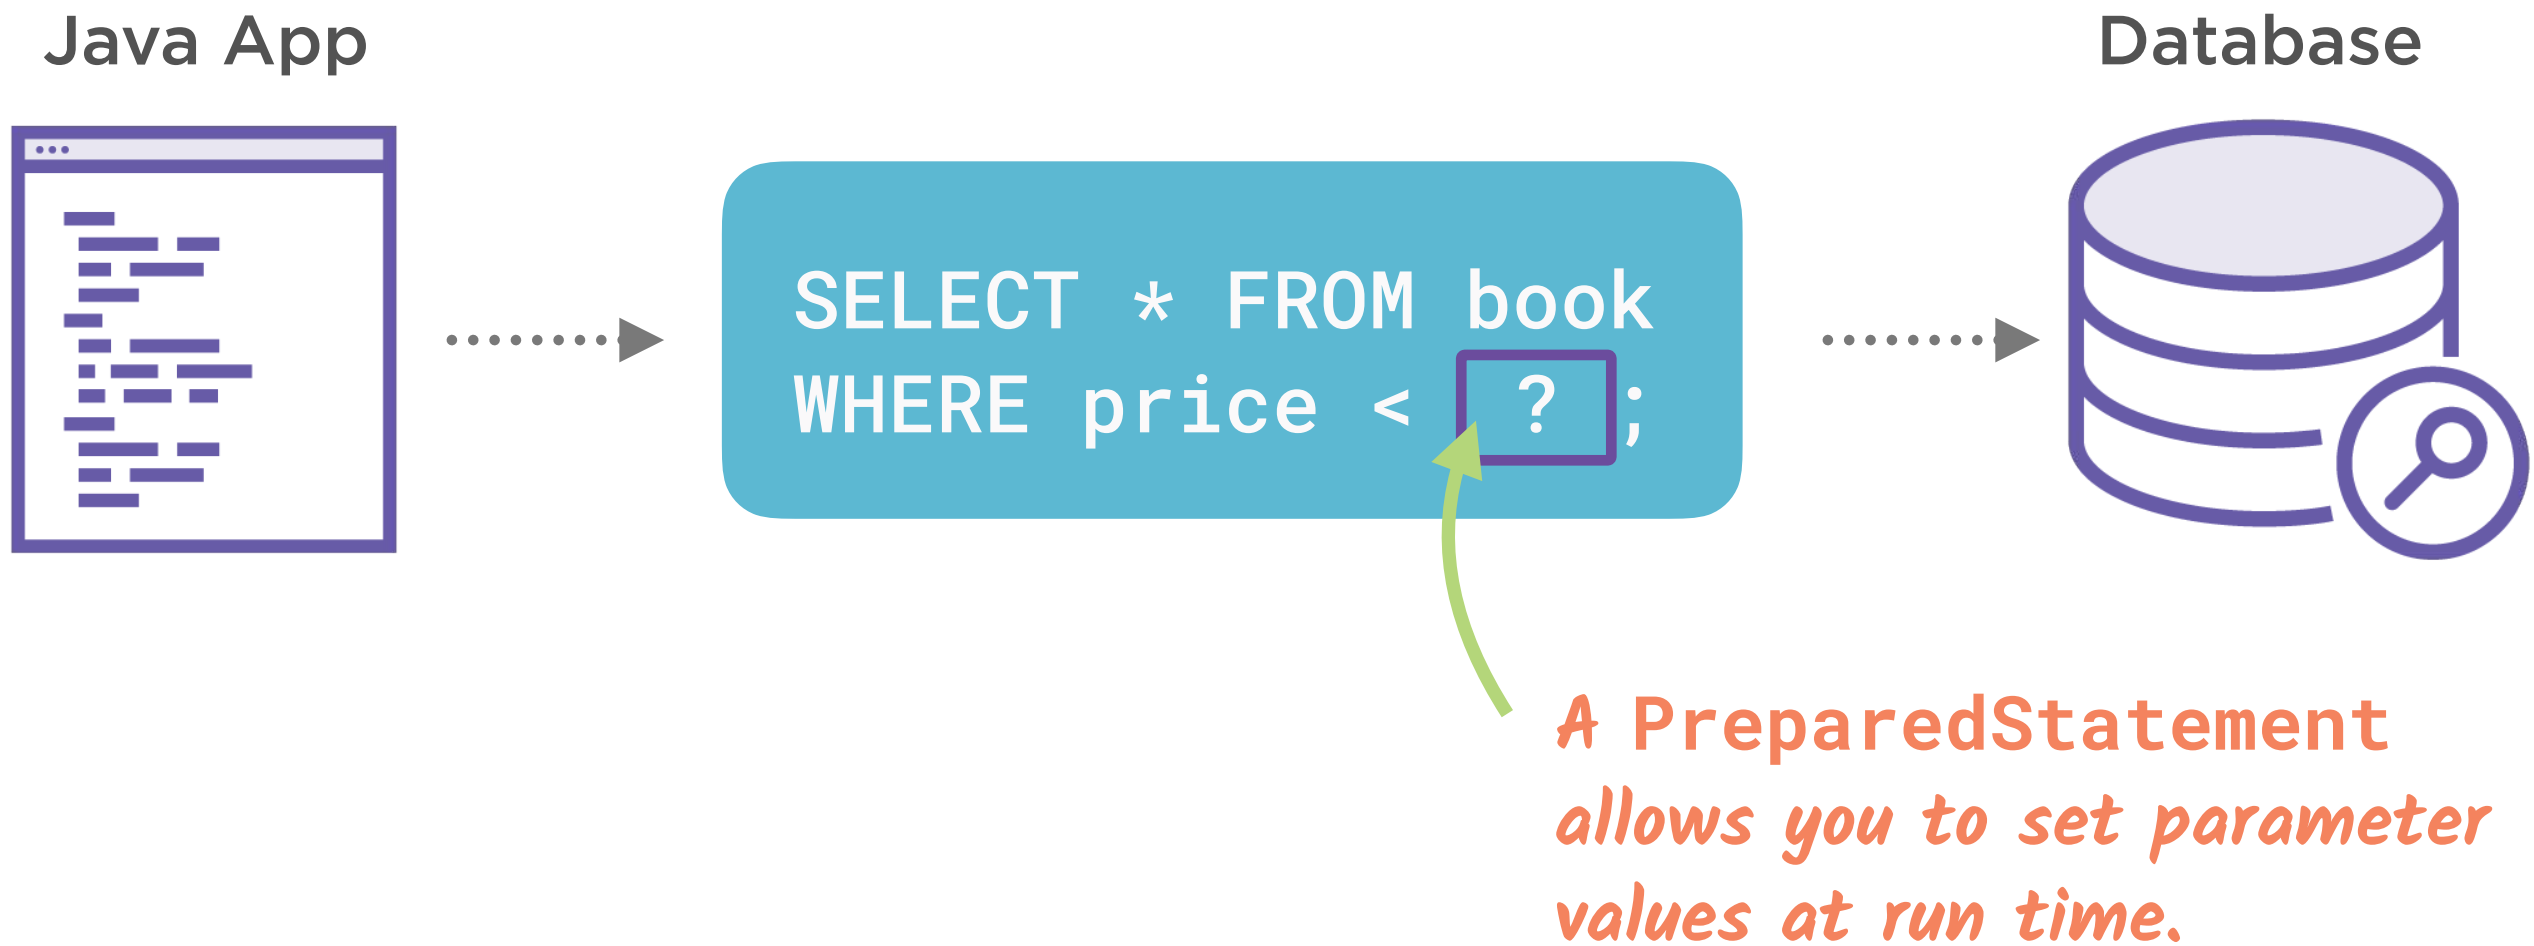 Java App
Database
SELECT * FROM book
WHERE price < ? ;
A PreparedStatement
allows you to set parameter
values at run time.